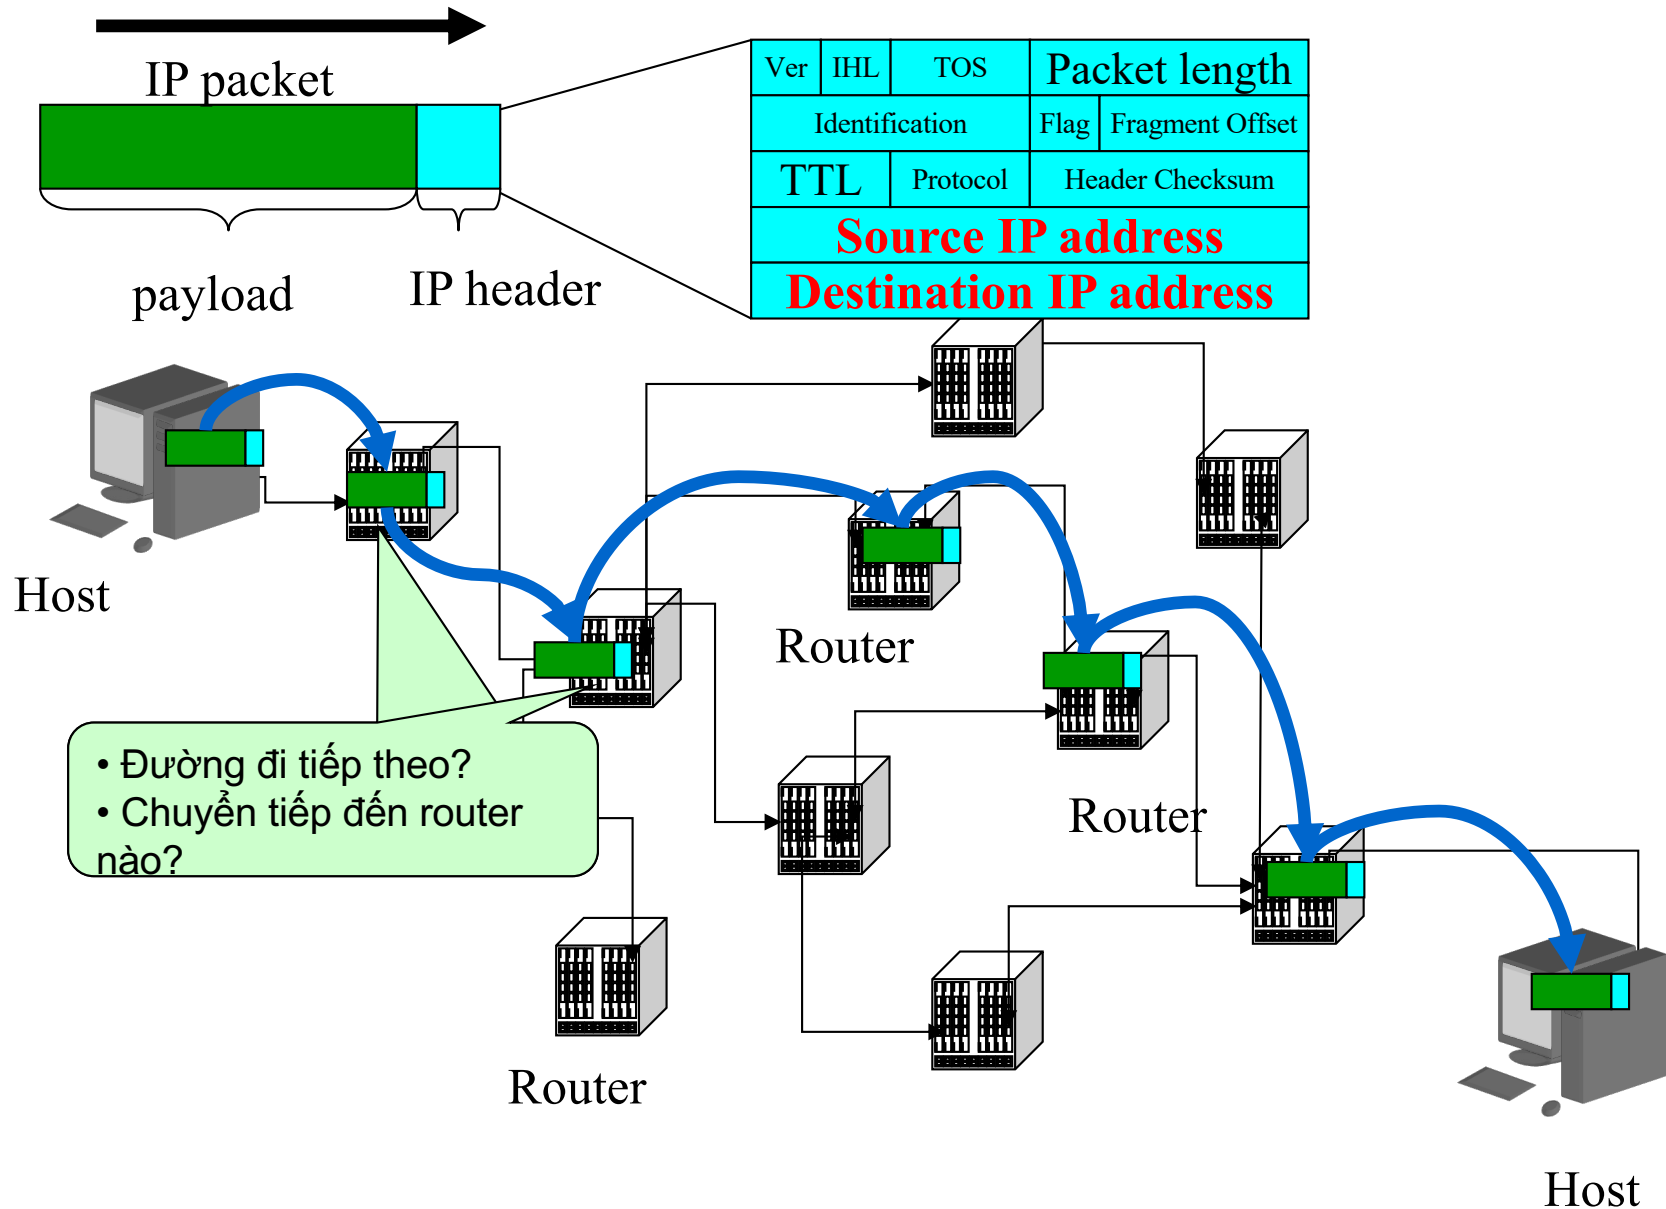 IP packet
payload
IP header
Ver IHL TOS Packet length
Identification Flag Fragment Offset
TTL Protocol Header Checksum
Source IP address
Destination IP address
Host
Router
• Đường đi tiếp theo?
• Chuyển tiếp đến router
nào?
Router
Router
Host